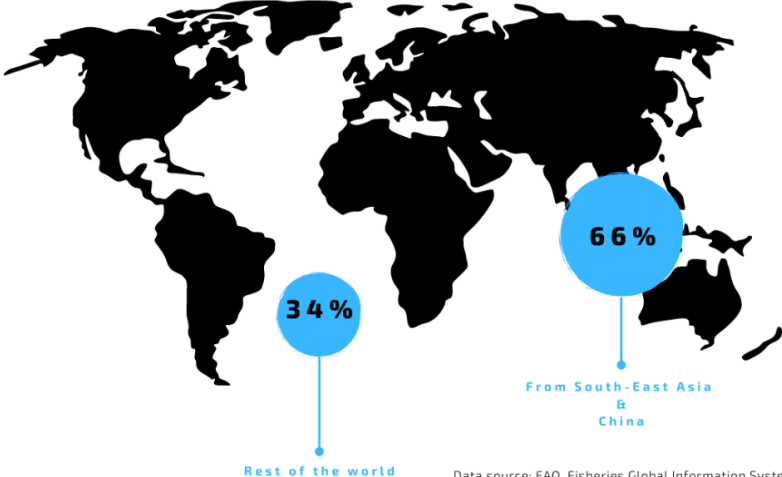 66%
34%
From South-East Asia
&
China
Rest of the world
Data source: FAO, Fisheries Global Information